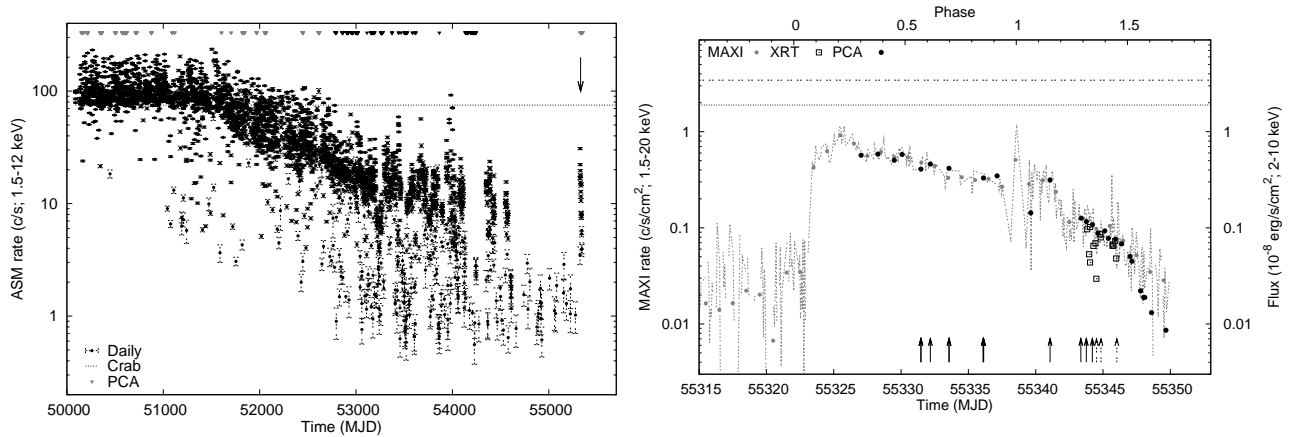 ASM rate (c/s; 1.5-12 keV)
100
10
1
Daily
Crab
PCA
50000 51000 52000 53000 54000 55000
Time (MJD)
Phase
0 0.5 1 1.5
MAXI XRT PCA
MAXI rate (c/s/cm2; 1.5-20 keV)
1
0.1
0.01
1
0.1
0.01
Flux (10-8 erg/s/cm2; 2-10 keV)
55315 55320 55325 55330 55335 55340 55345 55350
Time (MJD)